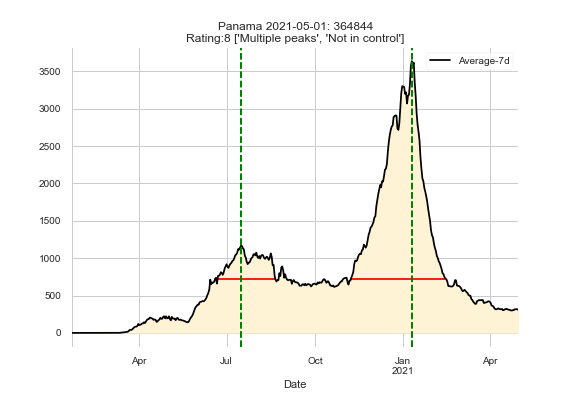 Panama 2021-05-01: 364844
Rating:8 ['Multiple peaks', 'Not in control']
Average-7d
3500
3000
2500
2000
1500
1000
500
0
Apr
Jul
Oct
Jan
2021
Apr
Date